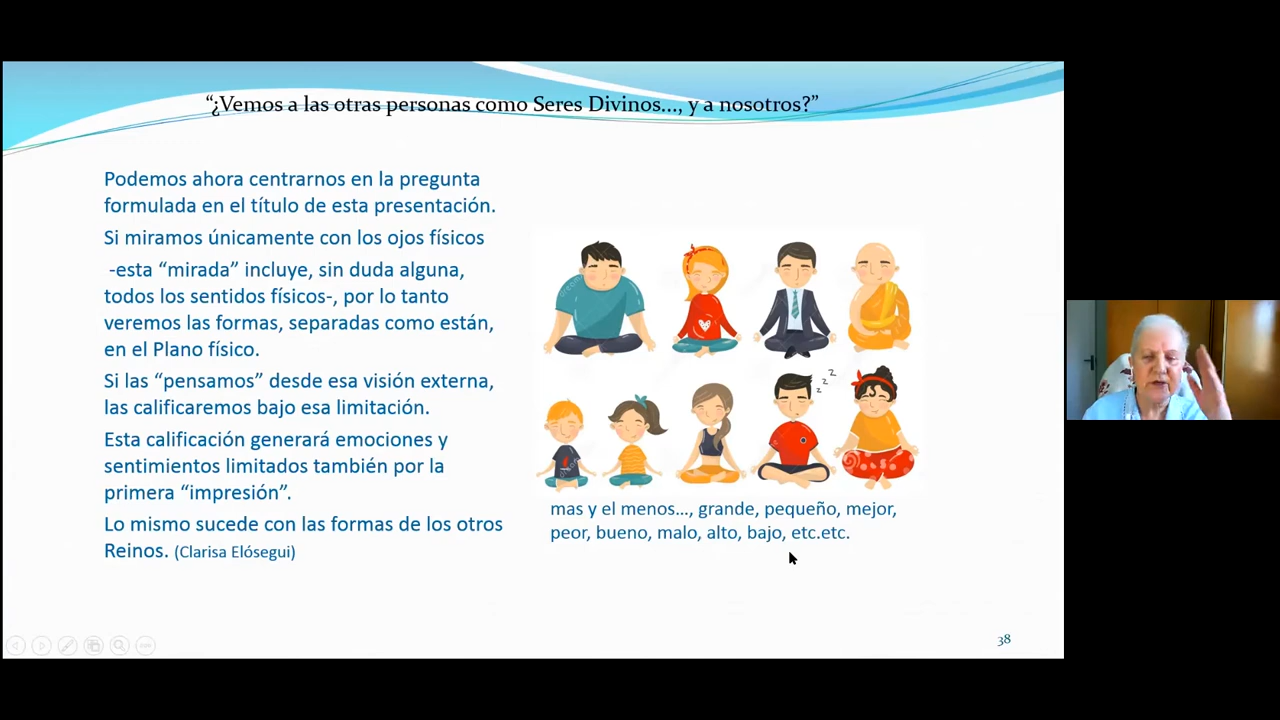 “¿Vemos a las otras personas como Seres Divinos..., y a nosotros?”
Podemos ahora centrarnos en la pregunta
formulada en el título de esta presentación.
Si miramos únicamente con los ojos físicos
-esta “mirada” incluye, sin duda alguna,
todos los sentidos físicos-, por lo tanto
veremos las formas, separadas como están,
en el Plano físico.
Si las “pensamos” desde esa visión externa,
las calificaremos bajo esa limitación.
Esta calificación generará emociones y
sentimientos limitados también por la
primera “impresión”.
Lo mismo sucede con las formas de los otros
Reinos. (Clarisa Elósegui)
z z z
mas y el menos..., grande, pequeño, mejor,
peor, bueno, malo, alto, bajo, etc.etc.
38